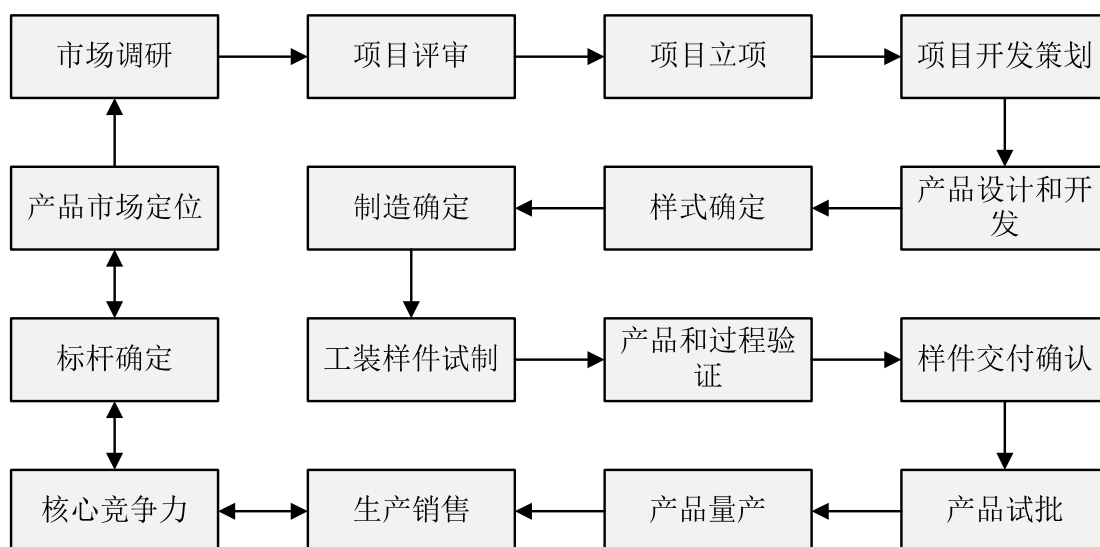 市场调研
项目评审
项目立项
项目开发策划
产品市场定位
制造确定
样式确定
产品设计和开
发
标杆确定
工装样件试制
产品和过程验
证
样件交付确认
核心竞争力
生产销售
产品量产
产品试批